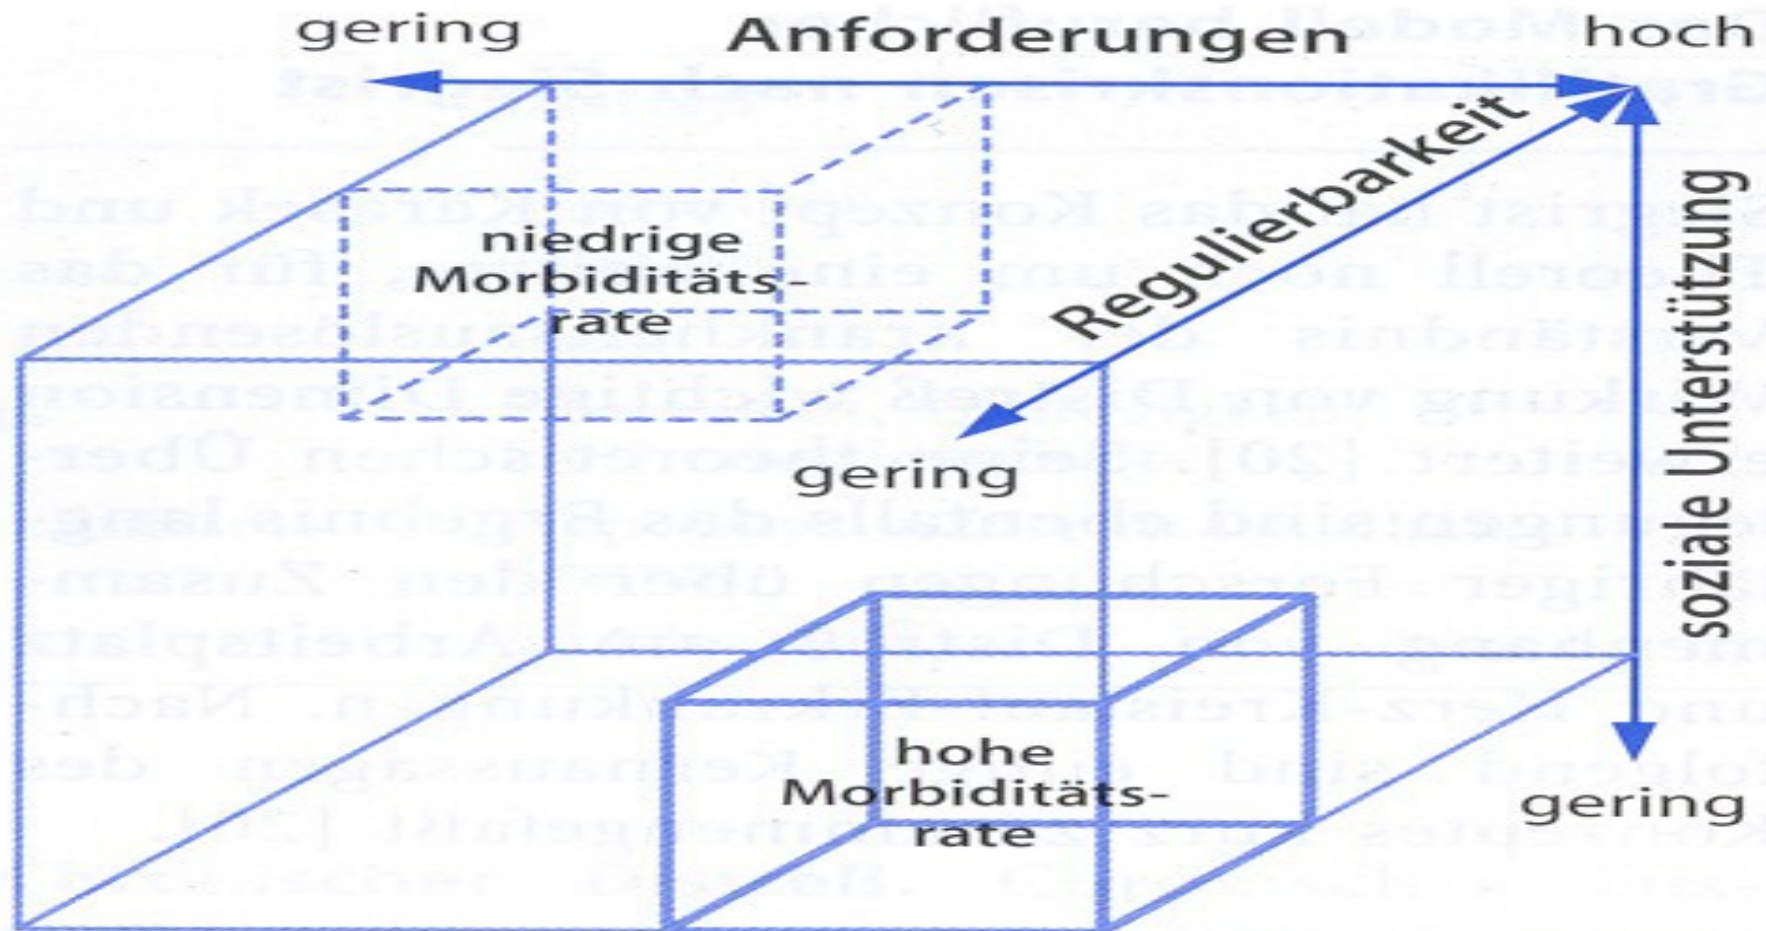 gering
Anforderungen
hoch
Regulierbarkeit
gering
soziale Unterstützung
gering
niedrige
Morbiditäts-
rate
hohe
Morbiditäts-
rate